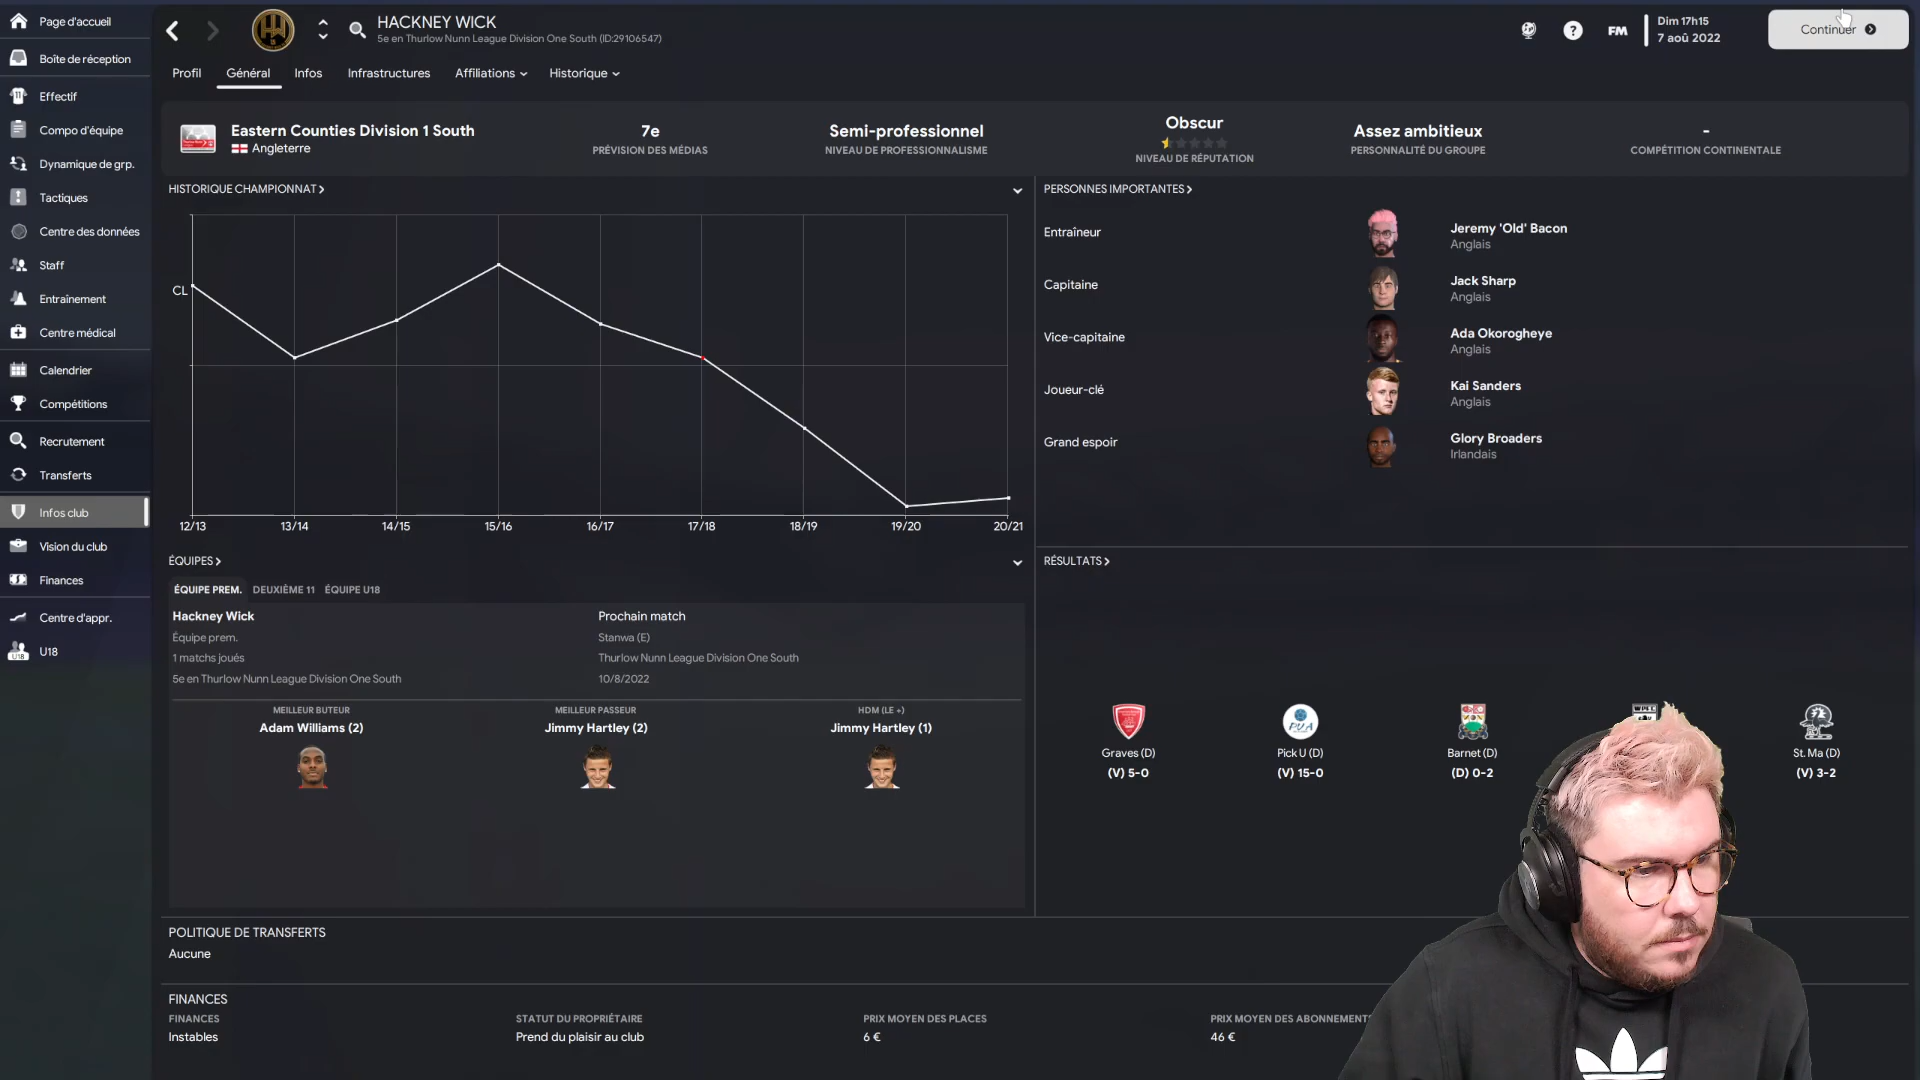 Page d'accueil
Boîte de réception
Effectif
Compo d'équipe
Dynamique de grp.
Tactiques
Centre des données
Staff
Entraînement
Centre médical
Calendrier
Compétitions
Recrutement
Transferts
Infos club
Vision du club
Finances
Centre d'appr.
U18
HACKNEY WICK
5e en Thurlow Nunn League Division One South (ID:29106547)
FM
Dim 17h15
7 aoû 2022
Continuer
Profil
Général
Infos
Infrastructures
Affiliations
Historique
Eastern Counties Division 1 South
Angleterre
7e
PRÉVISION DES MÉDIAS
Semi-professionnel
NIVEAU DE PROFESSIONNALISME
Obscur
NIVEAU DE RÉPUTATION
Assez ambitieux
PERSONNALITÉ DU GROUPE
-
COMPÉTITION CONTINENTALE
HISTORIQUE CHAMPIONNAT
CL
12/13 13/14 14/15 15/16 16/17 17/18 18/19 19/20 20/21
PERSONNES IMPORTANTES
Entraîneur
Jeremy 'Old' Bacon
Anglais
Capitaine
Jack Sharp
Anglais
Vice-capitaine
Ada Okorogheye
Anglais
Joueur-clé
Kai Sanders
Anglais
Grand espoir
Glory Broaders
Irlandais
ÉQUIPES
ÉQUIPE PREM. DEUXIÈME 11 ÉQUIPE U18
Hackney Wick
Équipe prem.
1 matchs joués
5e en Thurlow Nunn League Division One South
Prochain match
Stanwa (E)
Thurlow Nunn League Division One South
10/8/2022
MEILLEUR BUTEUR
Adam Williams (2)
MEILLEUR PASSEUR
Jimmy Hartley (2)
HDM (LE +)
Jimmy Hartley (1)
RÉSULTATS
Graves (D)
(V) 5-0
Pick U (D)
(V) 15-0
Barnet (D)
(D) 0-2
St. Ma (D)
(V) 3-2
POLITIQUE DE TRANSFERTS
Aucune
FINANCES
FINANCES
Instables
STATUT DU PROPRIÉTAIRE
Prend du plaisir au club
PRIX MOYEN DES PLACES
6 €
PRIX MOYEN DES ABONNEMENTS
46 €